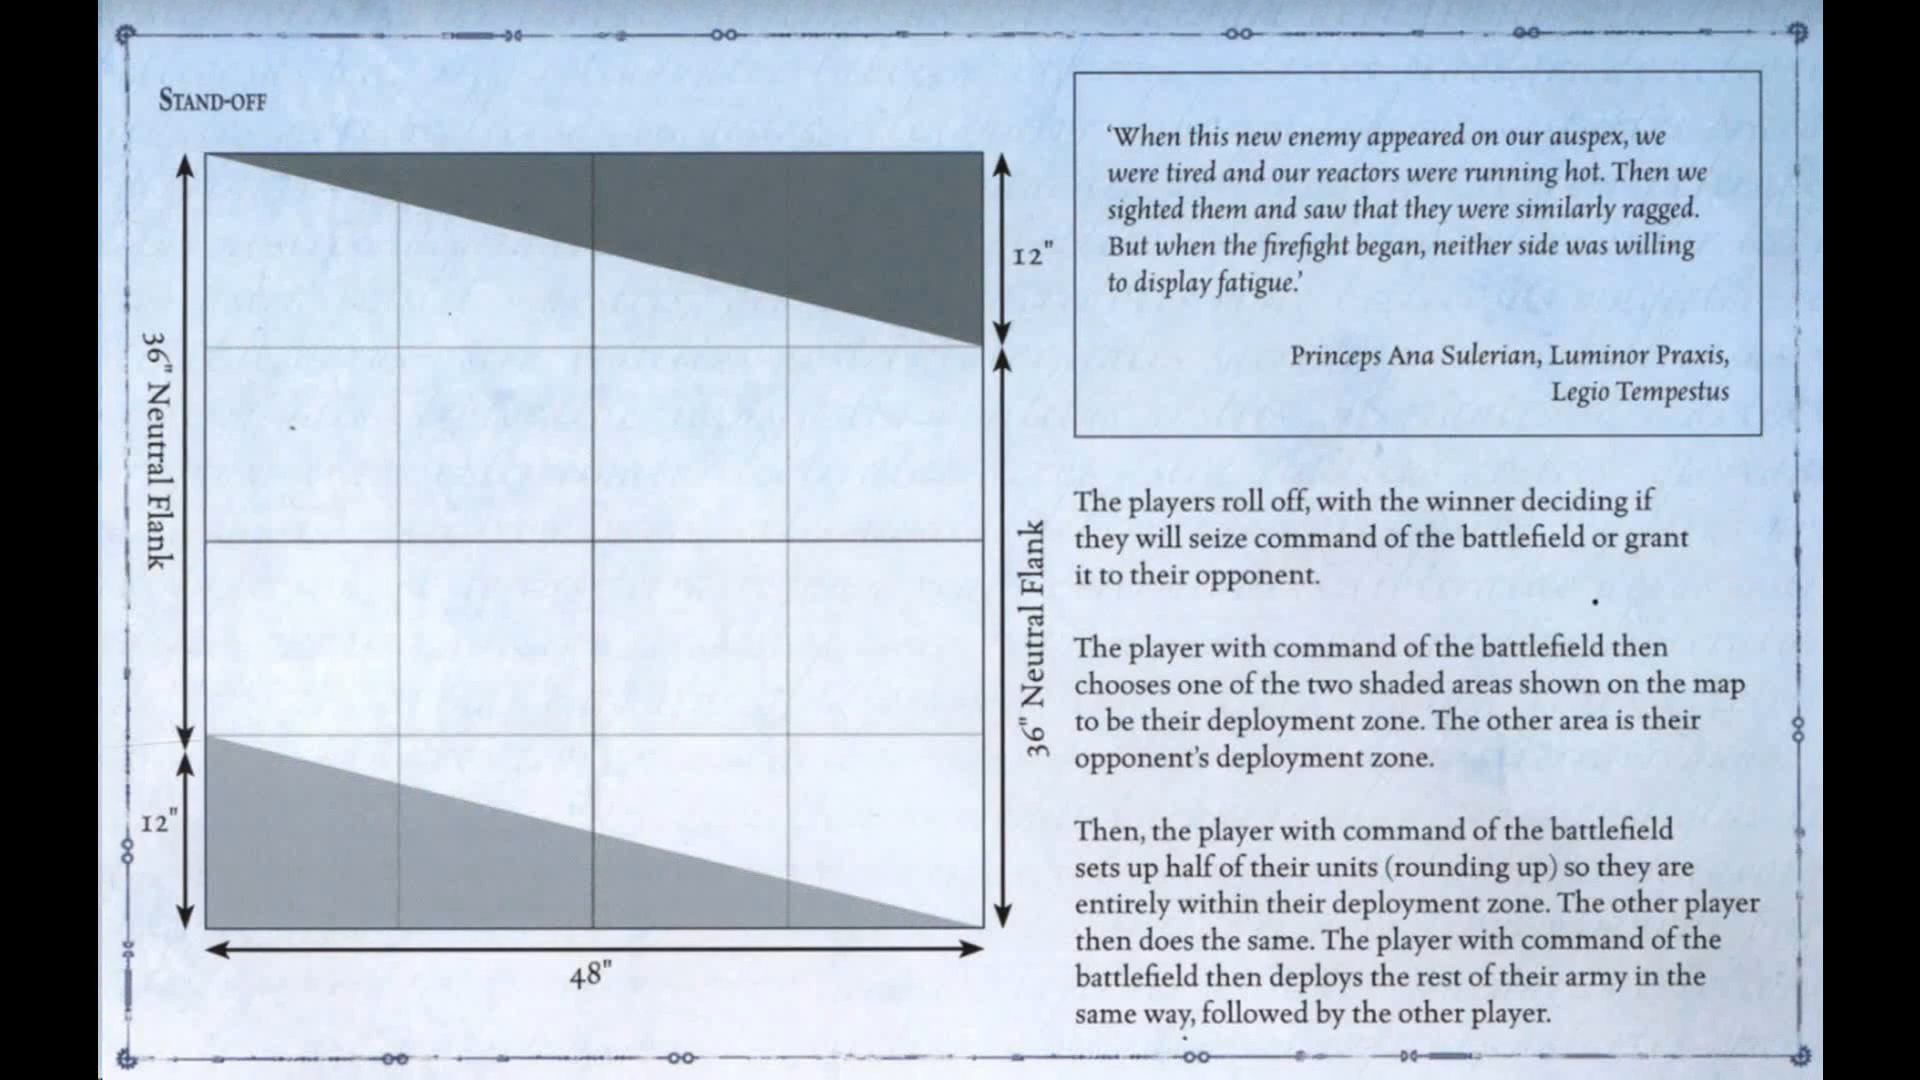 STAND-OFF
36" Neutral Flank
12"
48"
12"
36" Neutral Flank
‘When this new enemy appeared on our auspex, we
were tired and our reactors were running hot. Then we
sighted them and saw that they were similarly ragged.
But when the firefight began, neither side was willing
to display fatigue.’
Princeps Ana Sulerian, Luminor Praxis,
Legio Tempestus
The players roll off, with the winner deciding if
they will seize command of the battlefield or grant
it to their opponent.
The player with command of the battlefield then
chooses one of the two shaded areas shown on the map
to be their deployment zone. The other area is their
opponent’s deployment zone.
Then, the player with command of the battlefield
sets up half of their units (rounding up) so they are
entirely within their deployment zone. The other player
then does the same. The player with command of the
battlefield then deploys the rest of their army in the
same way, followed by the other player.